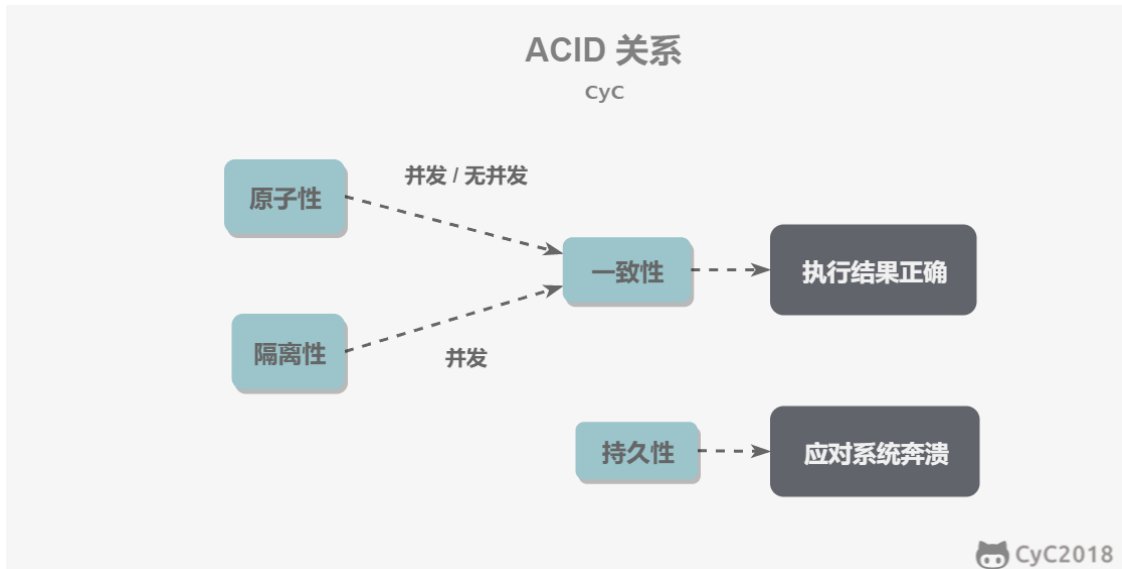 ACID 关系
CyC
并发 / 无并发
原子性
一致性
执行结果正确
隔离性
并发
持久性
应对系统奔溃
CyC2018